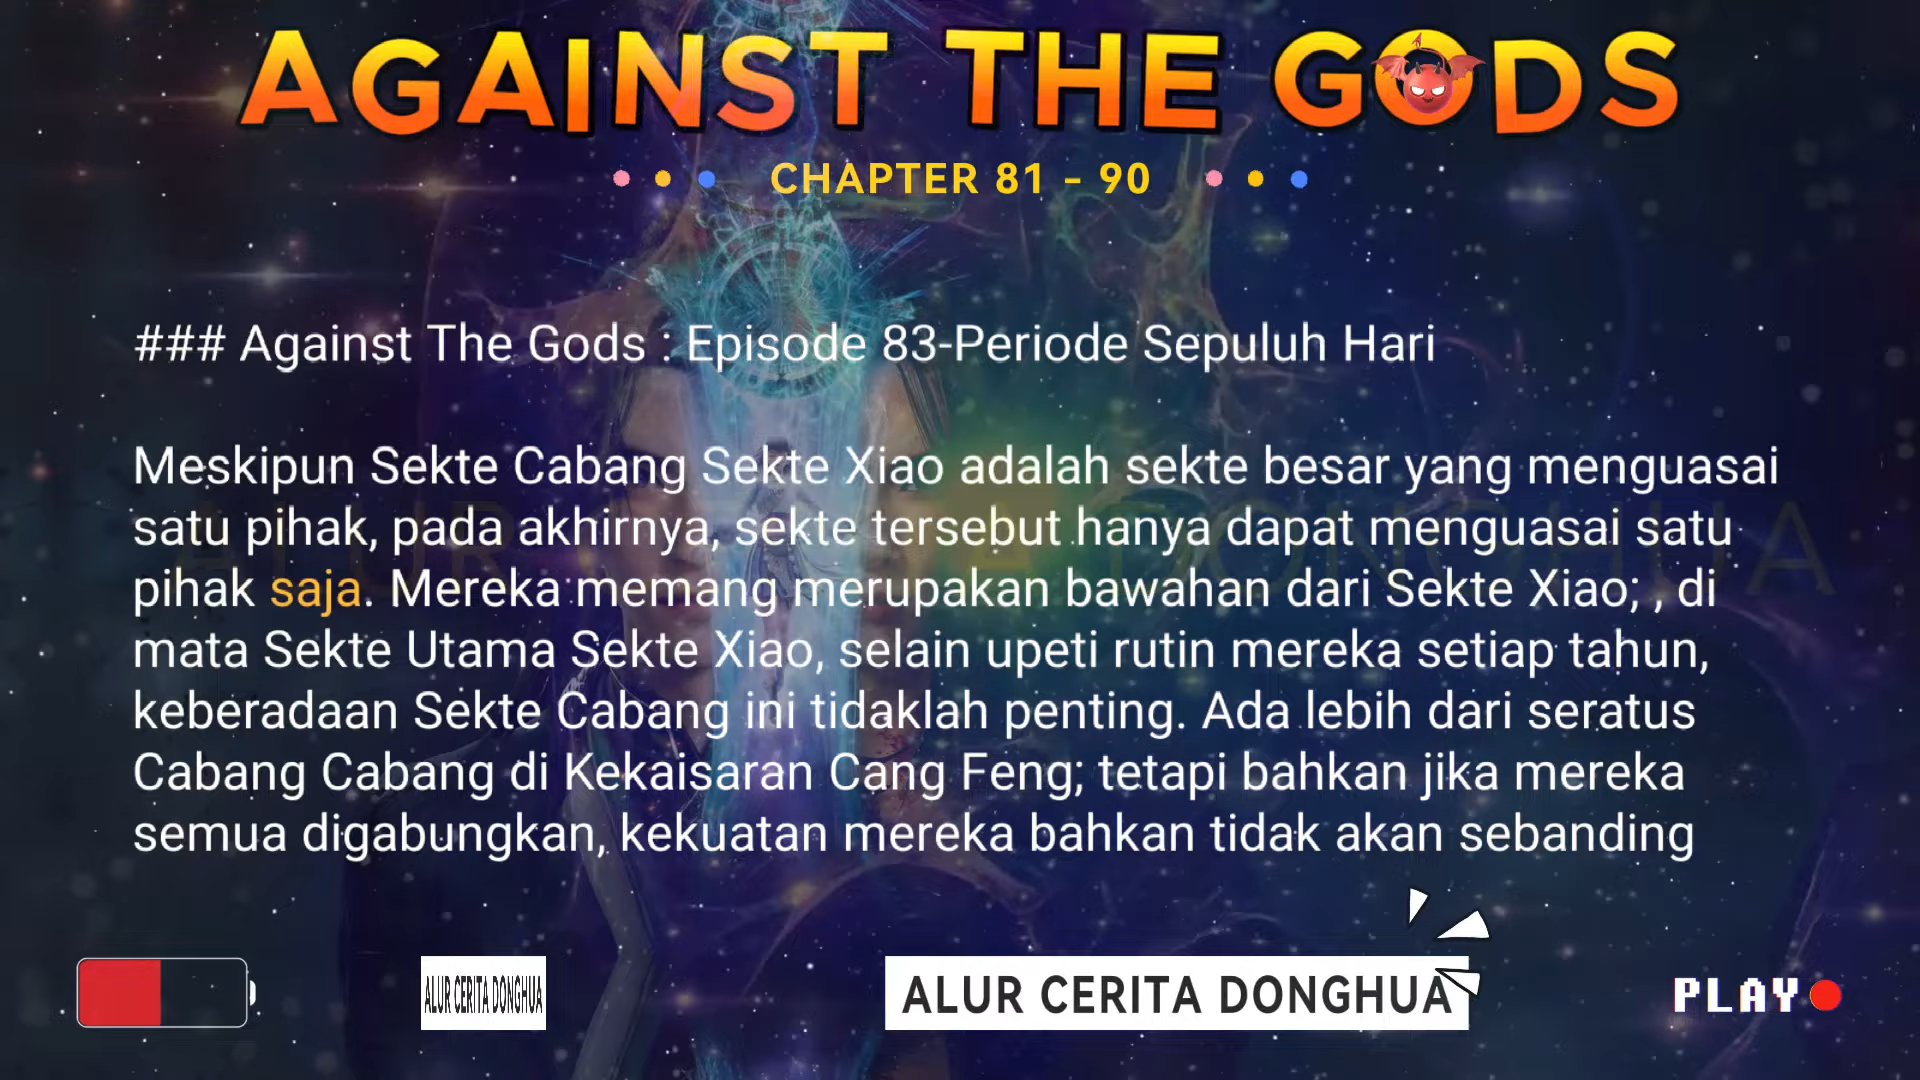 AGAINST THE GODS
CHAPTER 81 – 90
### Against The Gods : Episode 83-Periode Sepuluh Hari
Meskipun Sekte Cabang Sekte Xiao adalah sekte besar yang menguasai
satu pihak, pada akhirnya, sekte tersebut hanya dapat menguasai satu
pihak saja. Mereka memang merupakan bawahan dari Sekte Xiao; , di
mata Sekte Utama Sekte Xiao, selain upeti rutin mereka setiap tahun,
keberadaan Sekte Cabang ini tidaklah penting. Ada lebih dari seratus
Cabang Cabang di Kekaisaran Cang Feng; tetapi bahkan jika mereka
semua digabungkan, kekuatan mereka bahkan tidak akan sebanding
ALUR CERITA DONGHUA
ALUR CERITA DONGHUA
PLAY